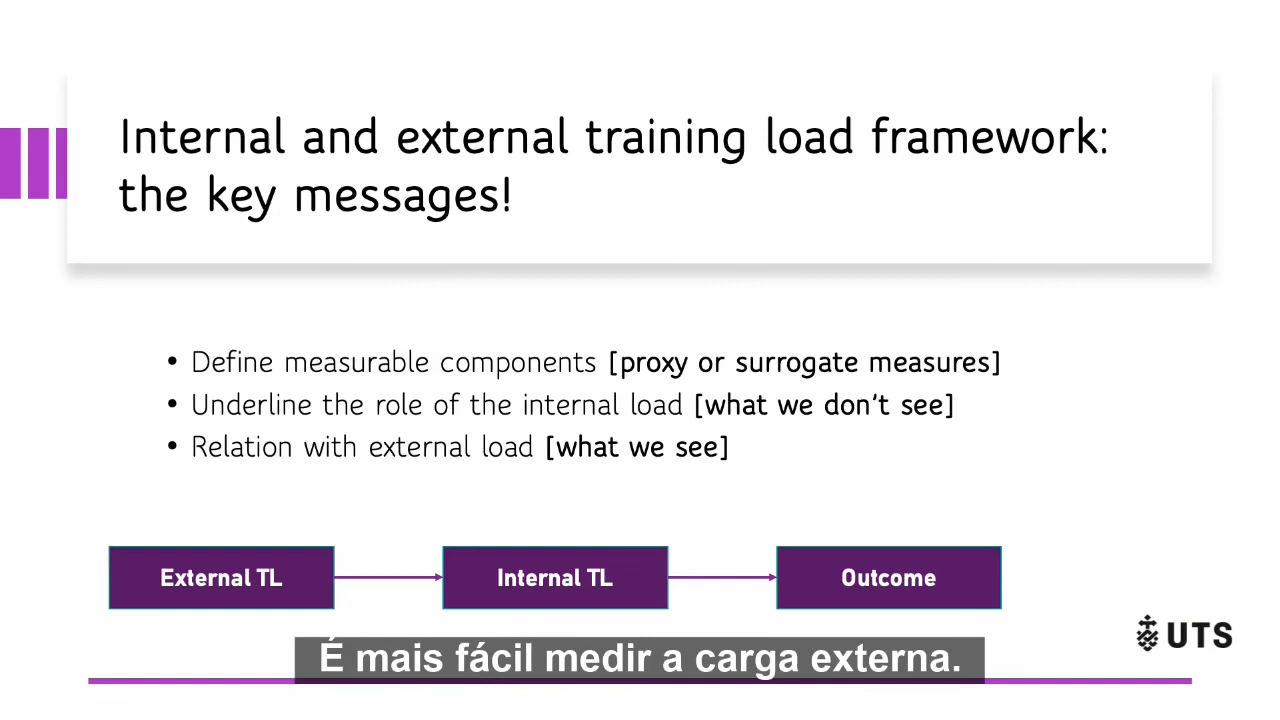 Internal and external training load framework:
the key messages!
• Define measurable components [proxy or surrogate measures]
• Underline the role of the internal load [what we don't see]
• Relation with external load [what we see]
External TL
Internal TL
Outcome
UTS
É mais fácil medir a carga externa.